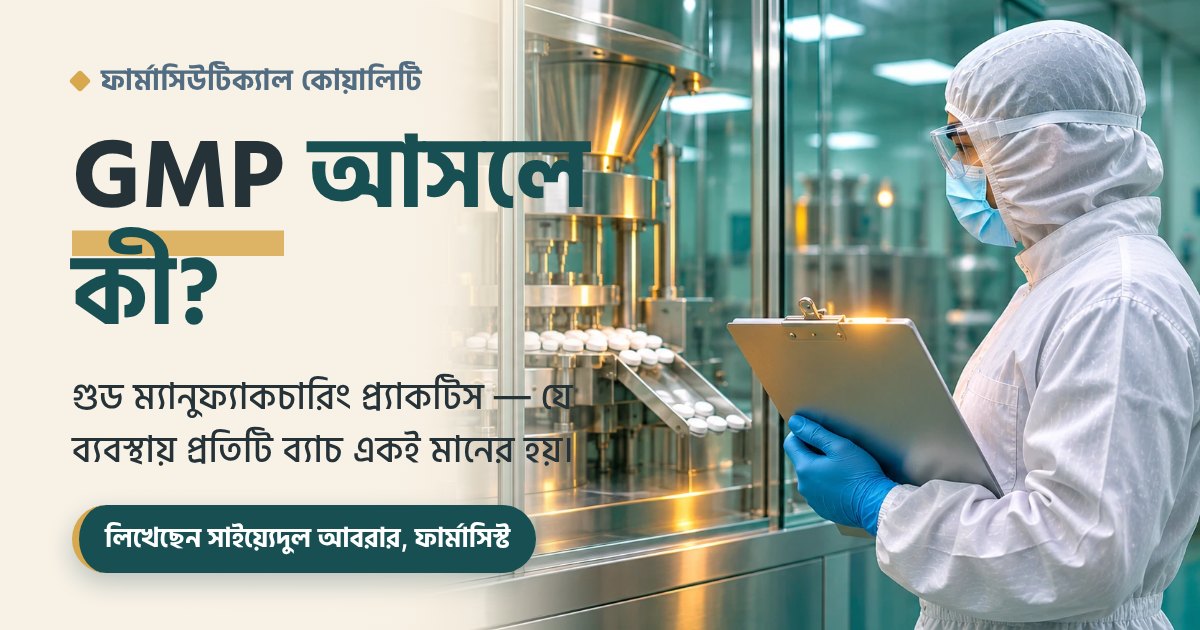 ফার্মাসিউটিক্যাল কোয়ালিটি
GMP আসলে
কী?
গুড ম্যানুফ্যাকচারিং প্র্যাকটিস — যে
ব্যবস্থায় প্রতিটি ব্যাচ একই মানের হয়।
লিখেছেন সাইয়্যেদুল আবরার, ফার্মাসিস্ট